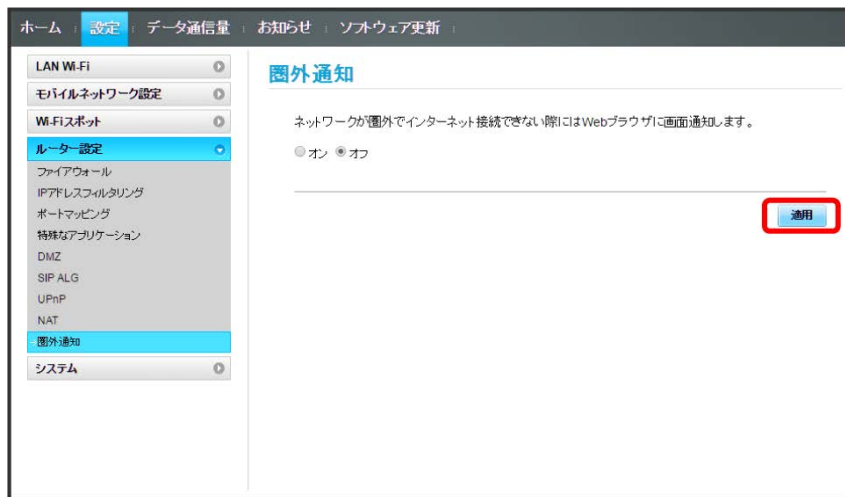 ホーム 設定 データ通信量 お知らせ ソフトウェア更新
LAN Wi-Fi
モバイルネットワーク設定
Wi-Fiスポット
ルーター設定
ファイアウォール
IPアドレスフィルタリング
ポートマッピング
特殊なアプリケーション
DMZ
SIP ALG
UPnP
NAT
圏外通知
システム
圏外通知
ネットワークが圏外でインターネット接続できない際にはWebブラウザに画面通知します。
オン オフ
適用